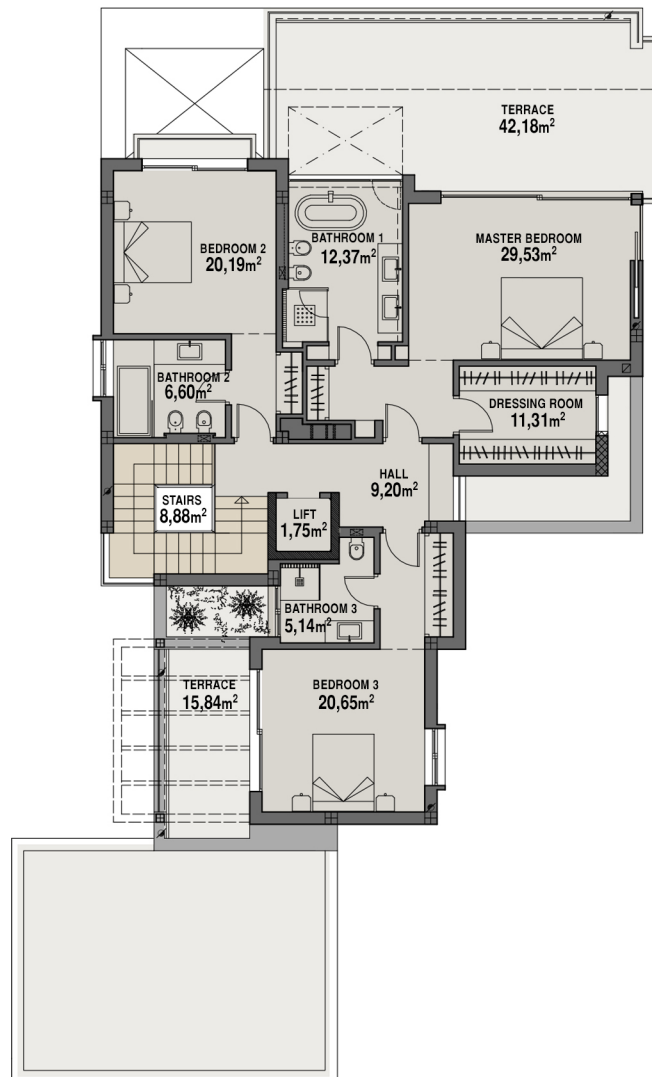 TERRACE
42,18m²
BEDROOM 2
20,19m²
BATHROOM 1
12,37m²
MASTER BEDROOM
29,53m²
BATHROOM 2
6,60m²
DRESSING ROOM
11,31m²
HALL
9,20m²
STAIRS
8,88m²
LIFT
1,75m²
BATHROOM 3
5,14m²
TERRACE
15,84m²
BEDROOM 3
20,65m²